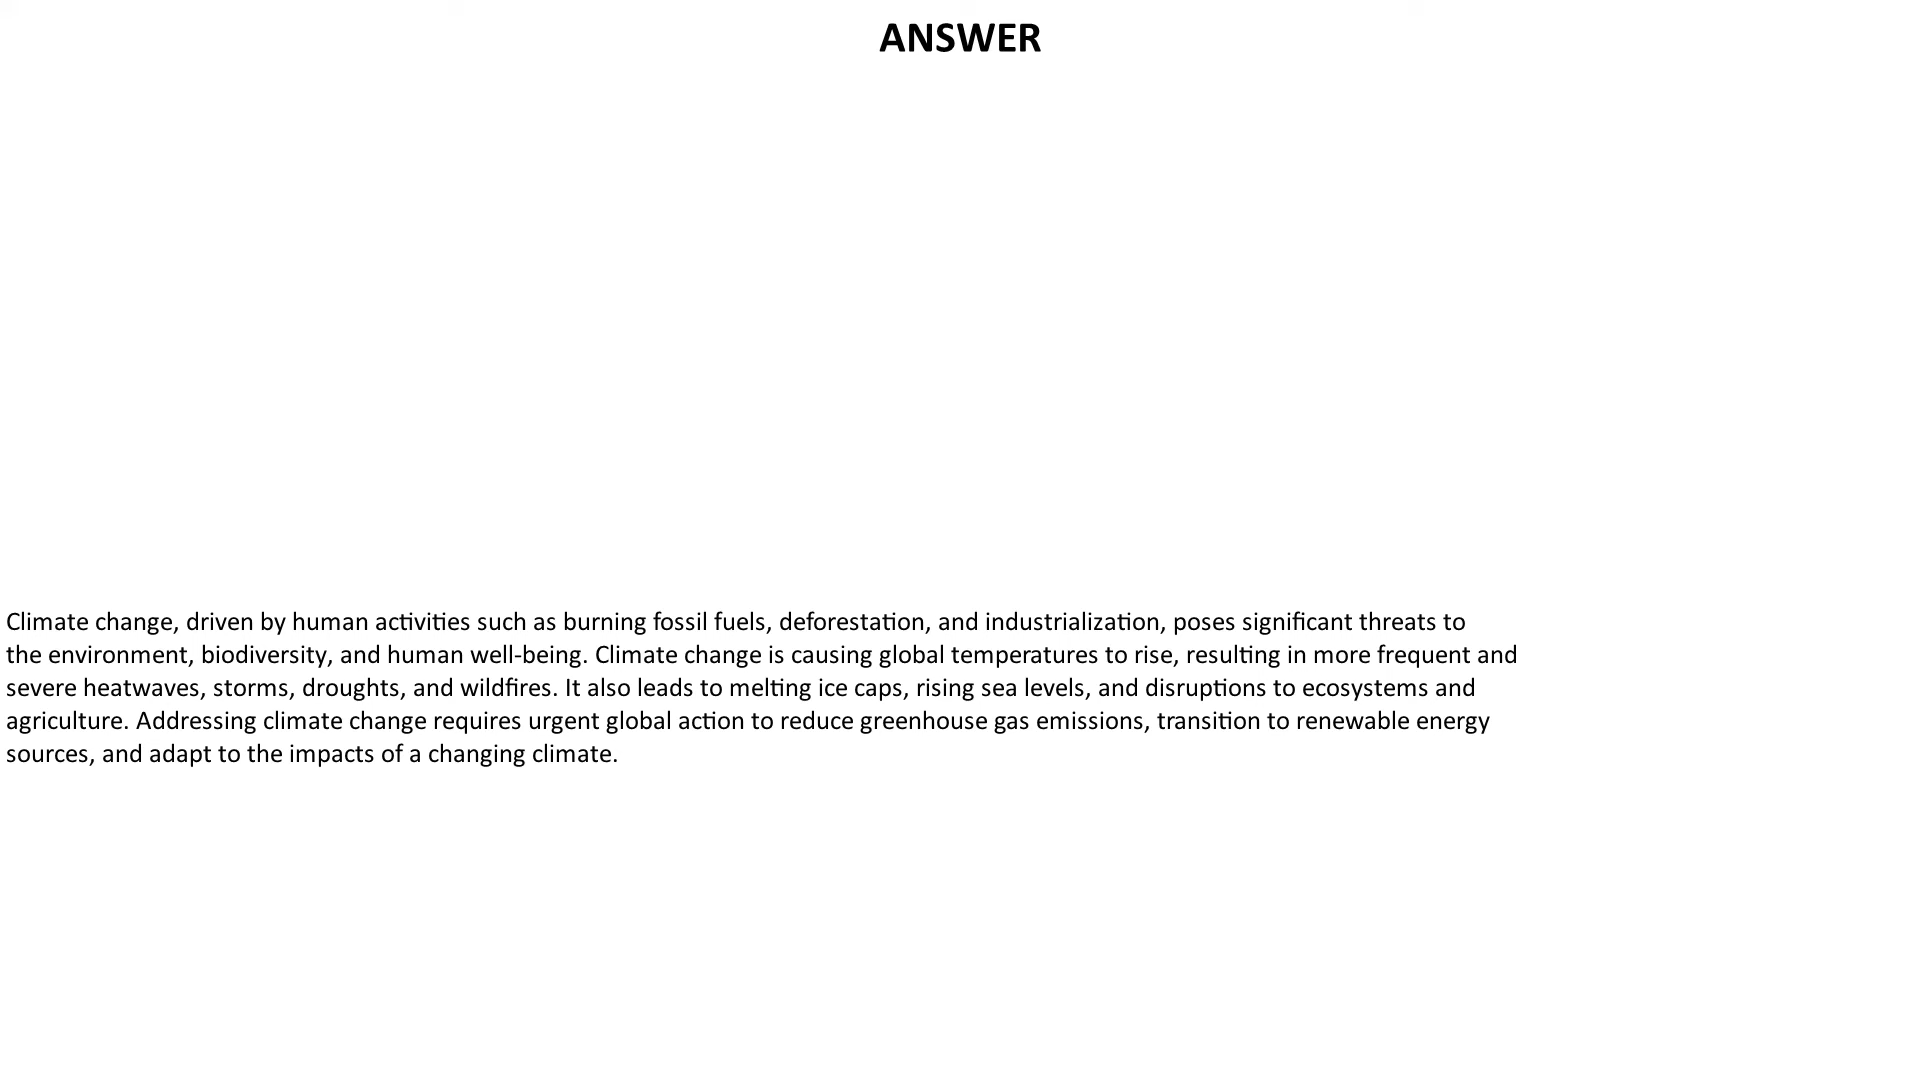 ANSWER
Climate change, driven by human activities such as burning fossil fuels, deforestation, and industrialization, poses significant threats to
the environment, biodiversity, and human well-being. Climate change is causing global temperatures to rise, resulting in more frequent and
severe heatwaves, storms, droughts, and wildfires. It also leads to melting ice caps, rising sea levels, and disruptions to ecosystems and
agriculture. Addressing climate change requires urgent global action to reduce greenhouse gas emissions, transition to renewable energy
sources, and adapt to the impacts of a changing climate.